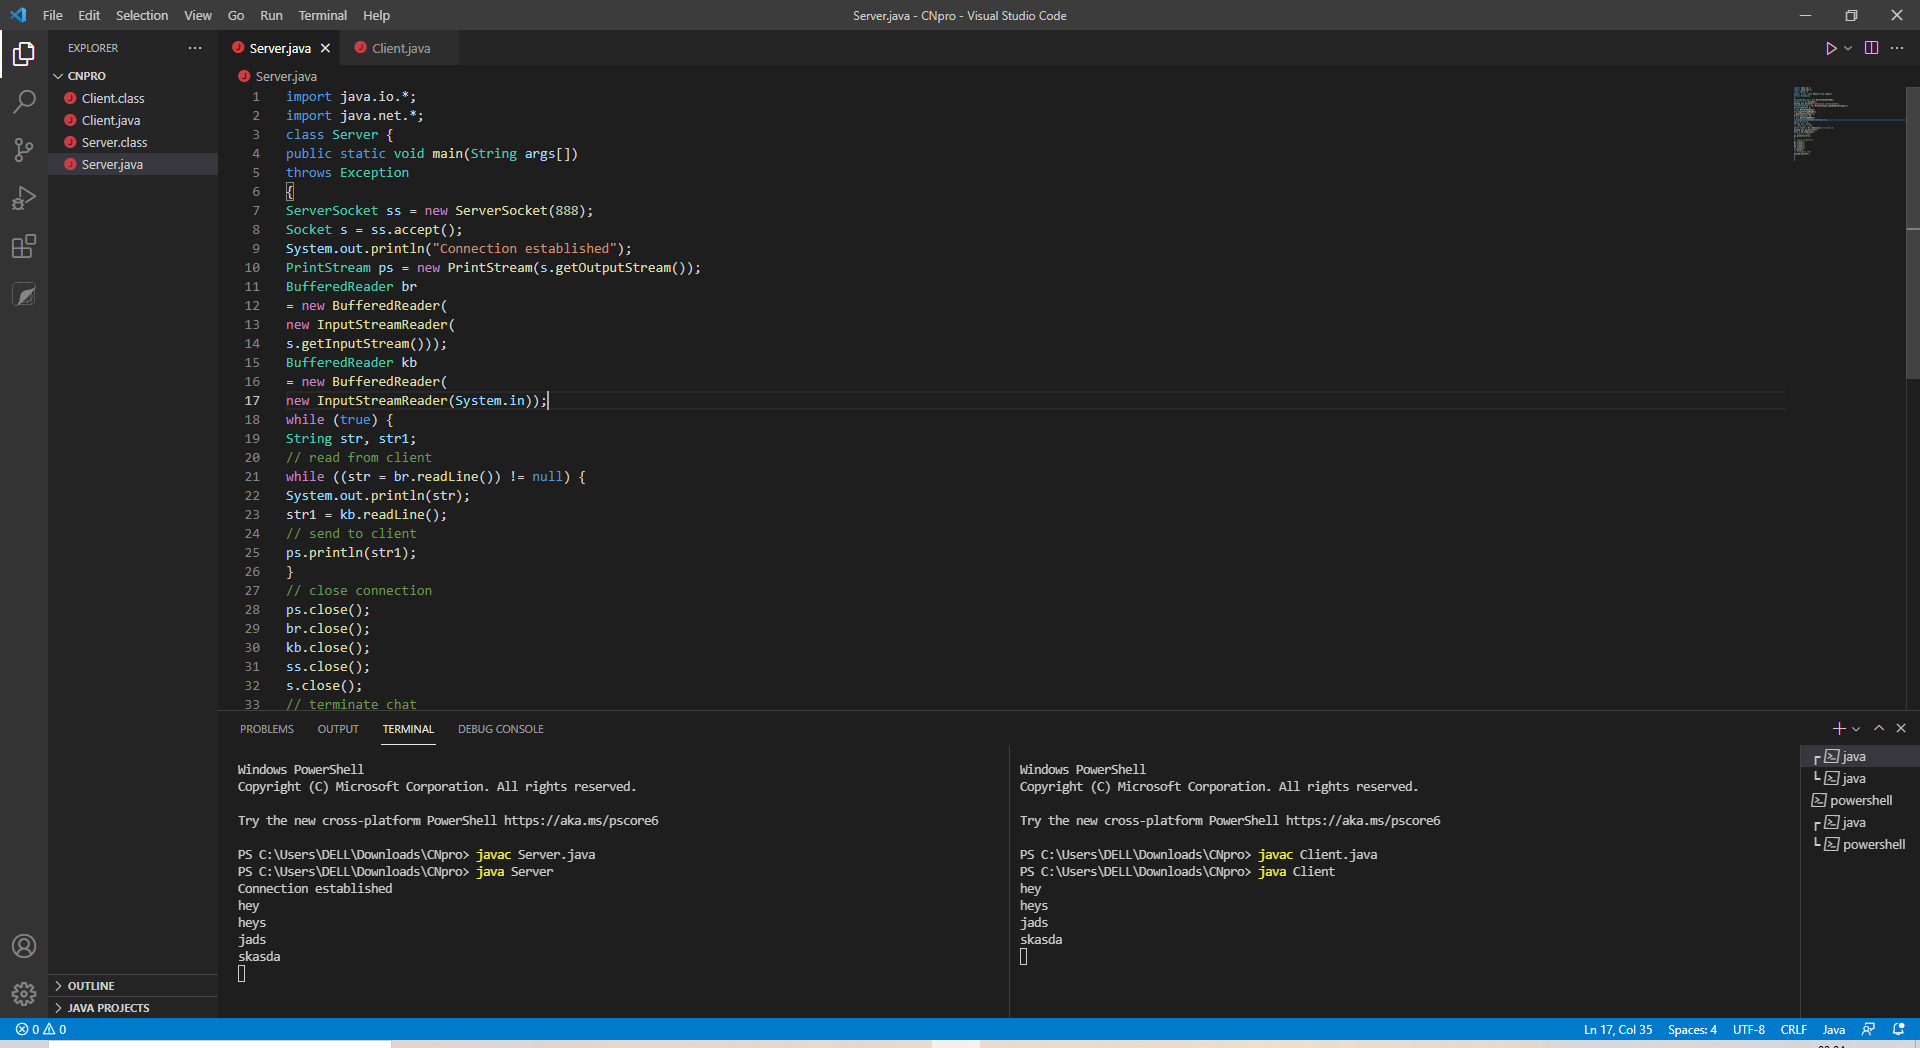 File Edit Selection View Go Run Terminal Help
Server.java - CNpro - Visual Studio Code
EXPLORER
CNPRO
Client.class
Client.java
Server.class
Server.java
OUTLINE
JAVA PROJECTS
Server.java
Client.java
Server.java
1 import java.io.*;
2 import java.net.*;
3 class Server {
4 public static void main(String args[])
5 throws Exception
6 {
7 ServerSocket ss = new ServerSocket(888);
8 Socket s = ss.accept();
9 System.out.println("Connection established");
10 PrintStream ps = new PrintStream(s.getOutputStream());
11 BufferedReader br
12 = new BufferedReader(
13 new InputStreamReader(
14 s.getInputStream()));
15 BufferedReader kb
16 = new BufferedReader(
17 new InputStreamReader(System.in));
18 while (true) {
19 String str, str1;
20 // read from client
21 while ((str = br.readLine()) != null) {
22 System.out.println(str);
23 str1 = kb.readLine();
24 // send to client
25 ps.println(str1);
26 }
27 // close connection
28 ps.close();
29 br.close();
30 kb.close();
31 ss.close();
32 s.close();
33 // terminate chat
PROBLEMS OUTPUT TERMINAL DEBUG CONSOLE
Windows PowerShell
Copyright (C) Microsoft Corporation. All rights reserved.
Try the new cross-platform PowerShell https://aka.ms/pscore6
PS C:\Users\DELL\Downloads\CNpro> javac Server.java
PS C:\Users\DELL\Downloads\CNpro> java Server
Connection established
hey
heys
jads
skasda
Windows PowerShell
Copyright (C) Microsoft Corporation. All rights reserved.
Try the new cross-platform PowerShell https://aka.ms/pscore6
PS C:\Users\DELL\Downloads\CNpro> javac Client.java
PS C:\Users\DELL\Downloads\CNpro> java Client
hey
heys
jads
skasda
java
java
powershell
java
powershell
0 0
Ln 17, Col 35 Spaces: 4 UTF-8 CRLF Java